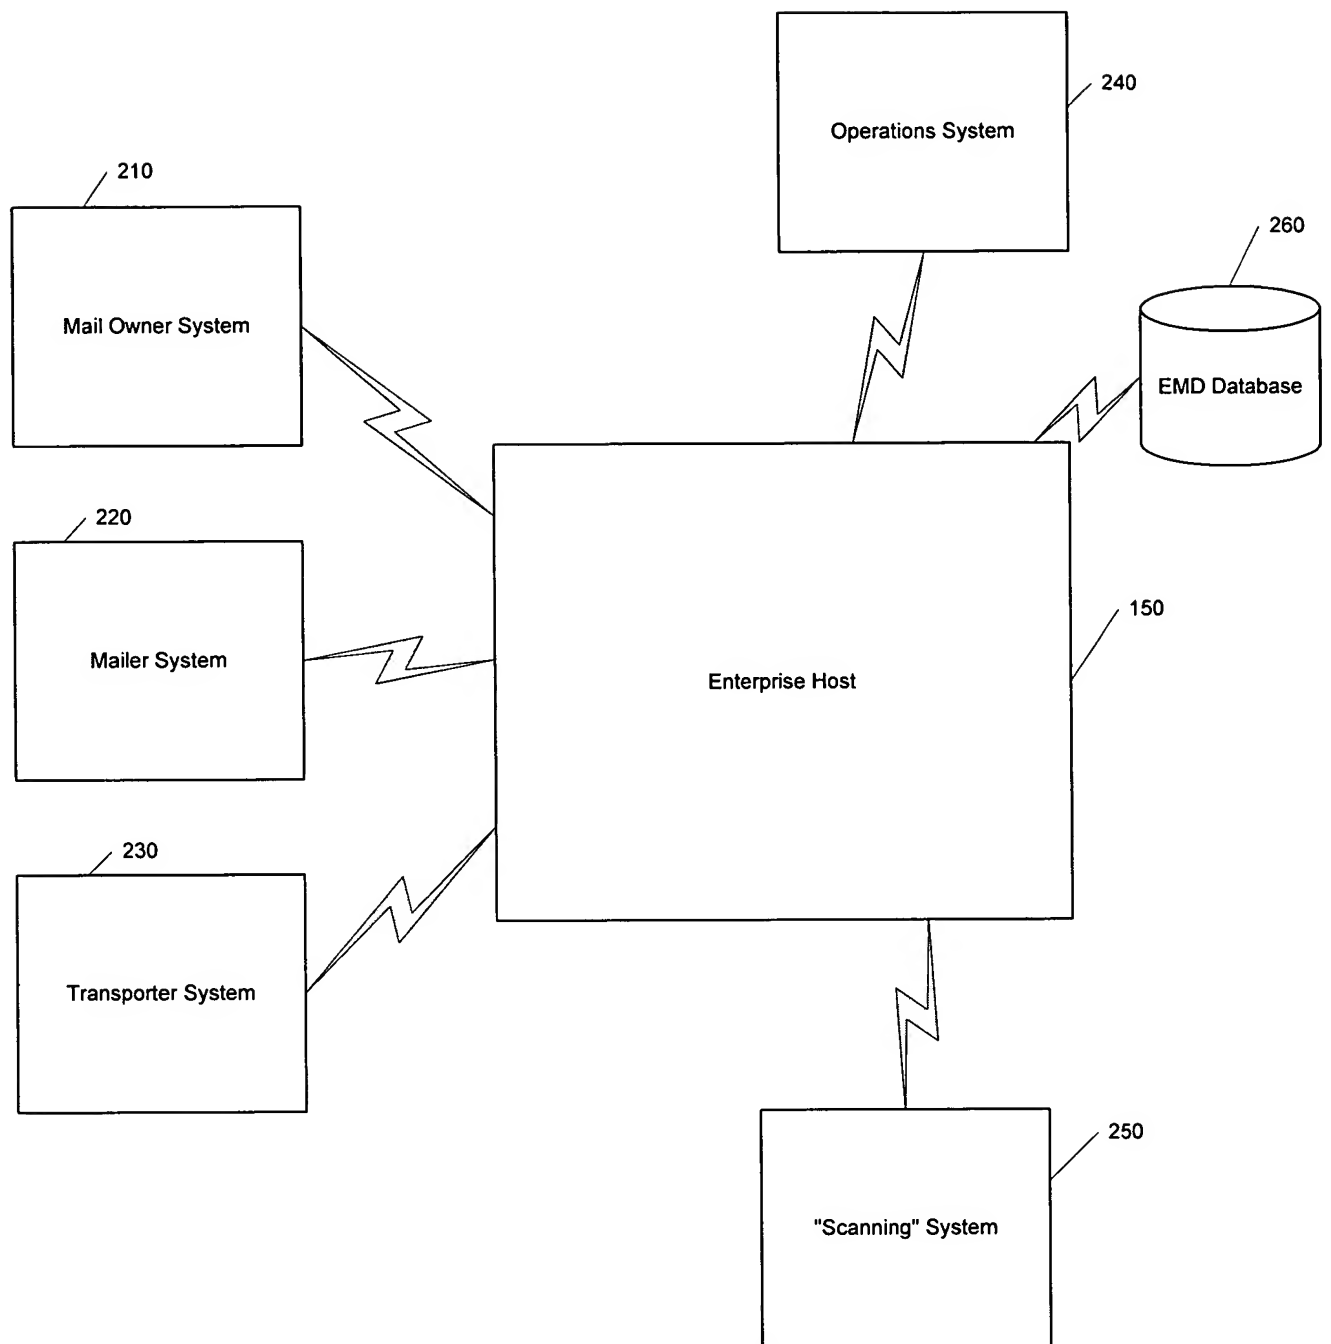 240
Operations System
210
260
Mail Owner System
EMD Database
220
150
Mailer System
Enterprise Host
230
Transporter System
250
"Scanning" System